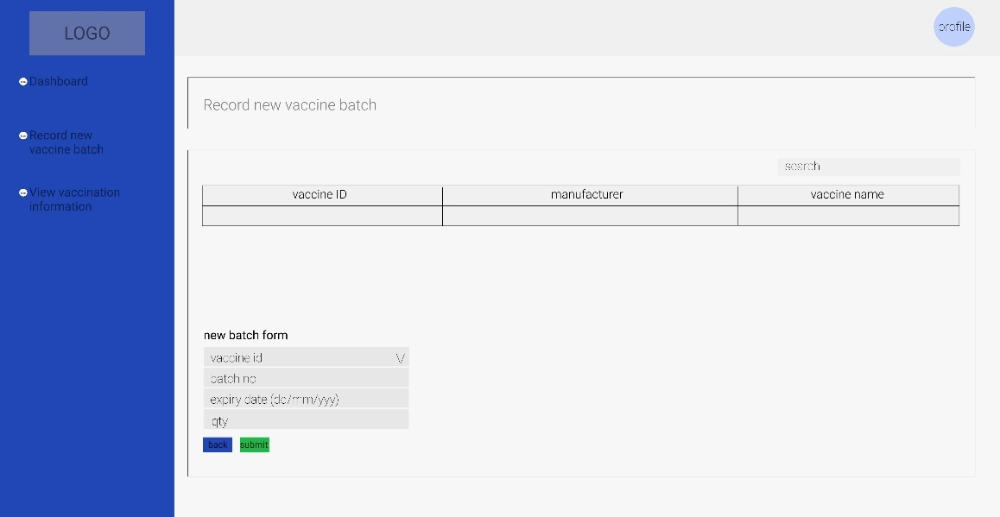 LOGO
profile
Dashboard
Record new
vaccine batch
View vaccination
information
Record new vaccine batch
search
vaccine ID manufacturer vaccine name
new batch form
vaccine id \/
batch no
expiry date (dd/mm/yyy)
qty
back submit